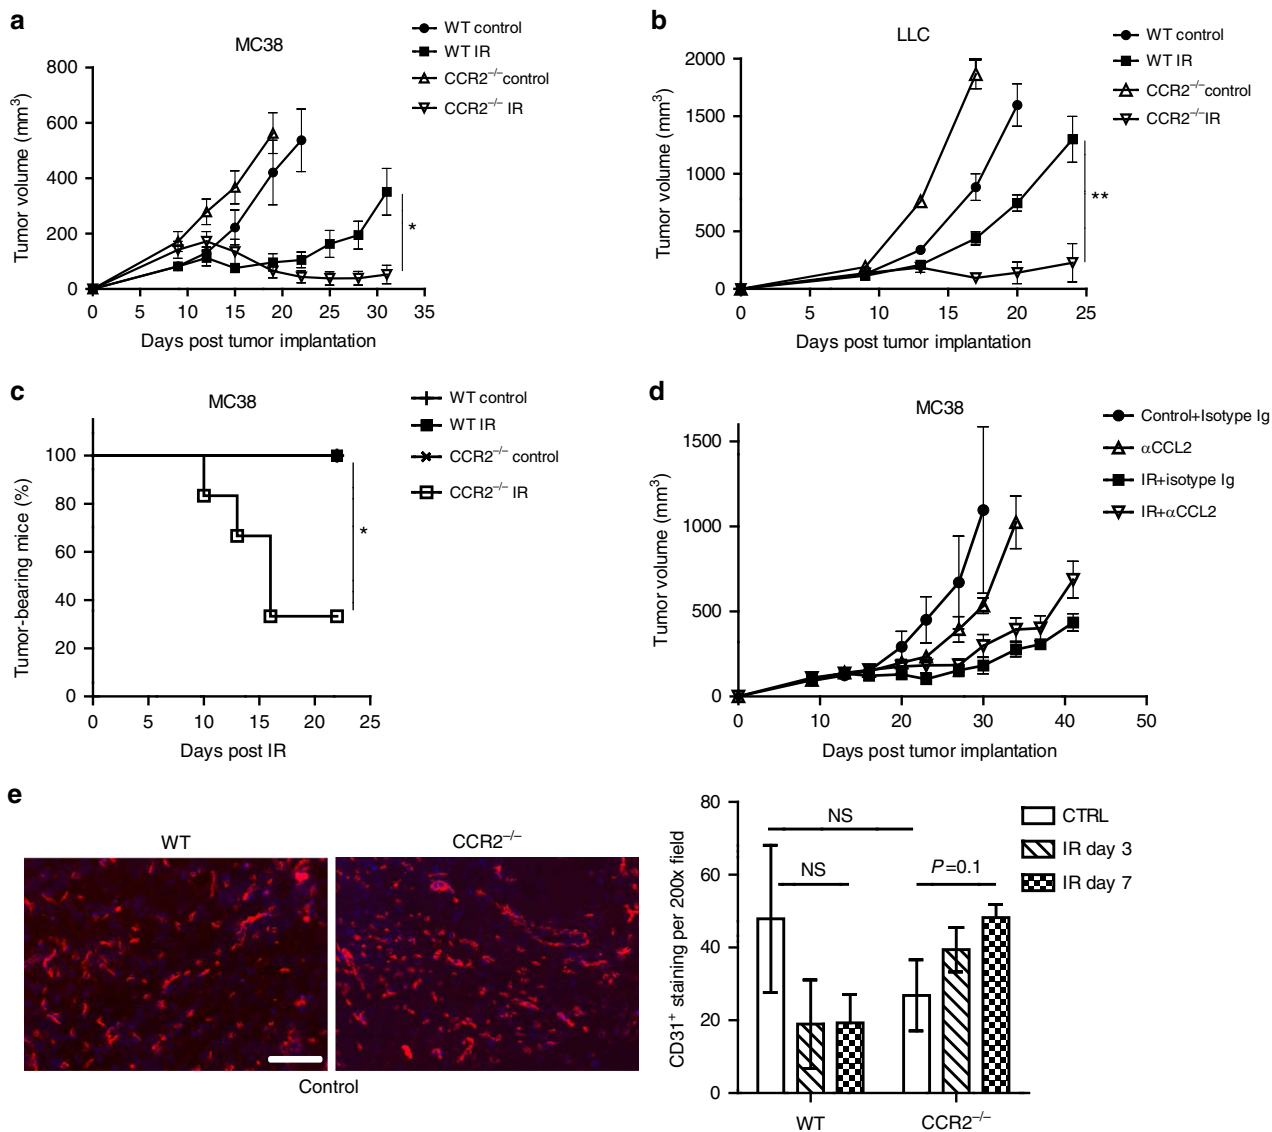 a
MC38
WT control
WT IR
CCR2–/–control
CCR2–/– IR
Tumor volume (mm3)
800
600
400
200
0
0 5 10 15 20 25 30 35
Days post tumor implantation
*
b
LLC
WT control
WT IR
CCR2–/–control
CCR2–/–IR
Tumor volume (mm3)
2000
1500
1000
500
0
0 5 10 15 20 25
Days post tumor implantation
**
c
MC38
WT control
WT IR
CCR2–/– control
CCR2–/– IR
Tumor-bearing mice (%)
100
80
60
40
20
0
0 5 10 15 20 25
Days post IR
*
d
MC38
Control+Isotype Ig
αCCL2
IR+isotype Ig
IR+αCCL2
Tumor volume (mm3)
1500
1000
500
0
0 10 20 30 40 50
Days post tumor implantation
e
WT
CCR2–/–
Control
CD31+ staining per 200x field
80
60
40
20
0
NS
NS
P=0.1
CTRL
IR day 3
IR day 7
WT
CCR2–/–